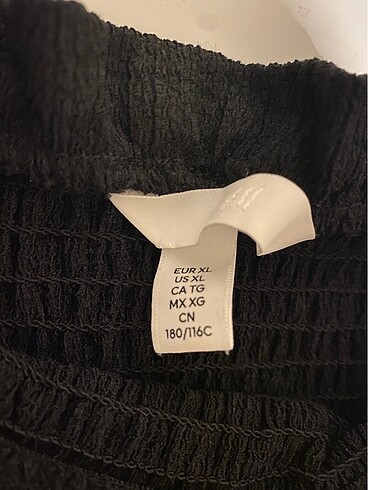 EUR XL
US XL
CA TG
MX XG
CN
180/116C